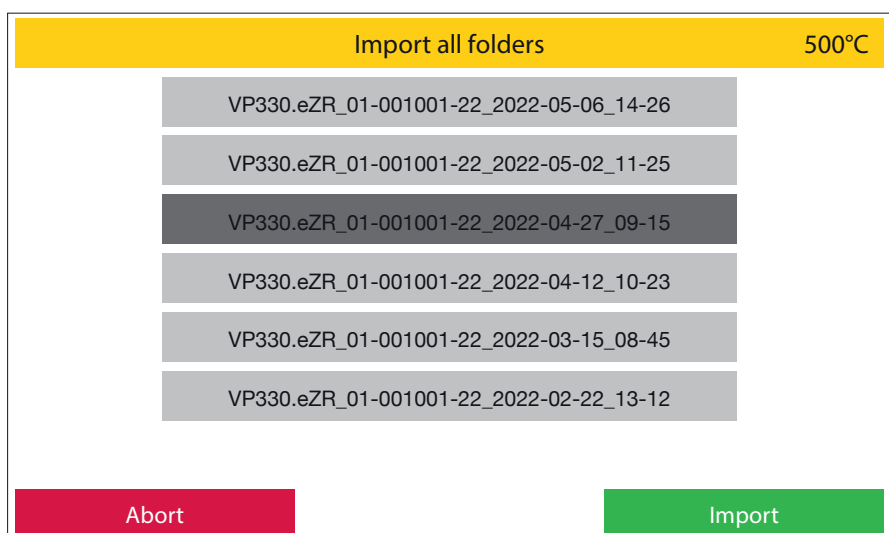 Import all folders 500°C
VP330.eZR_01-001001-22_2022-05-06_14-26
VP330.eZR_01-001001-22_2022-05-02_11-25
VP330.eZR_01-001001-22_2022-04-27_09-15
VP330.eZR_01-001001-22_2022-04-12_10-23
VP330.eZR_01-001001-22_2022-03-15_08-45
VP330.eZR_01-001001-22_2022-02-22_13-12
Abort Import